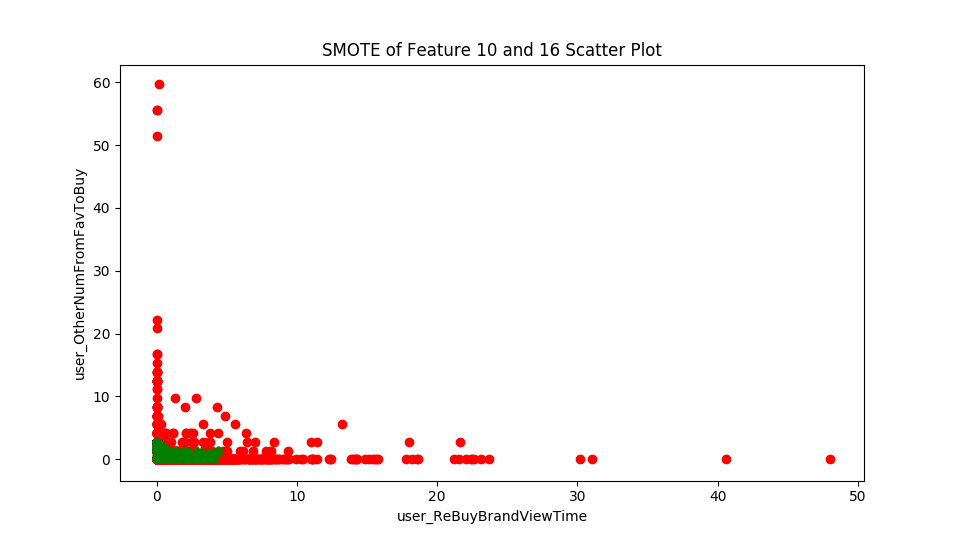 SMOTE of Feature 10 and 16 Scatter Plot
60
50
40
30
20
10
0
user_OtherNumFromFavToBuy
0 10 20 30 40 50
user_ReBuyBrandViewTime